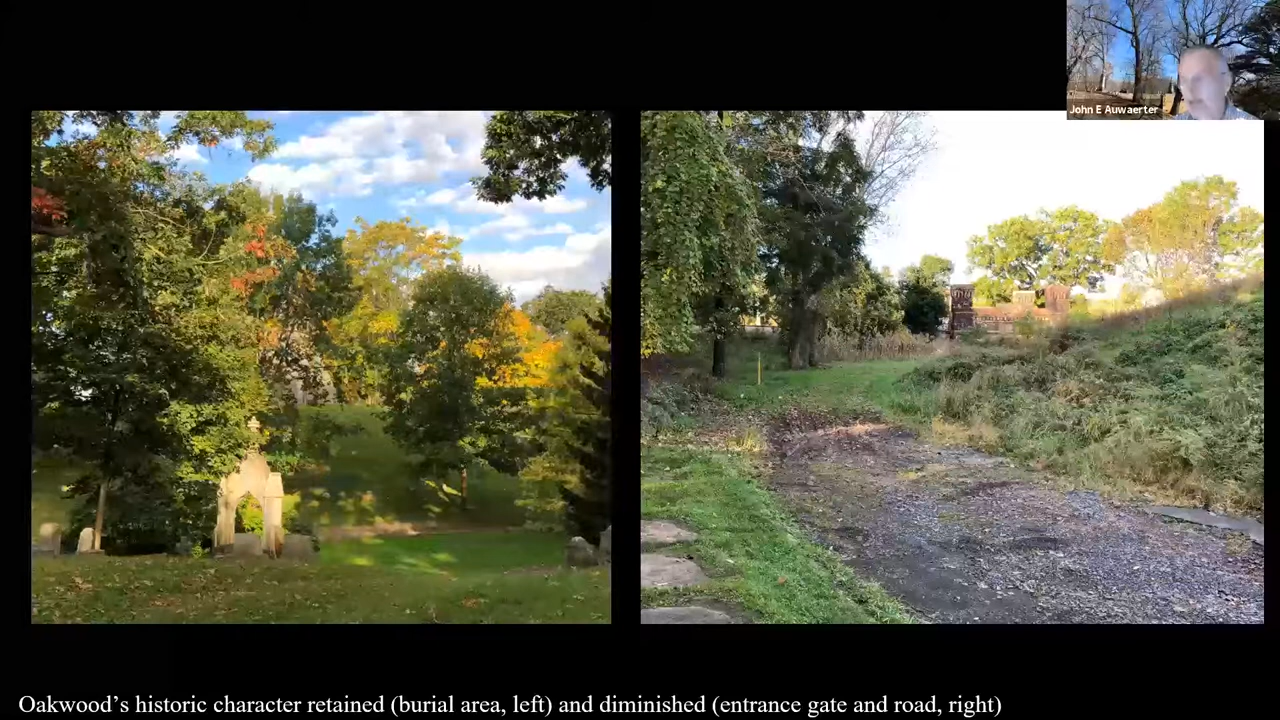 John E Auwaerter
Oakwood's historic character retained (burial area, left) and diminished (entrance gate and road, right)